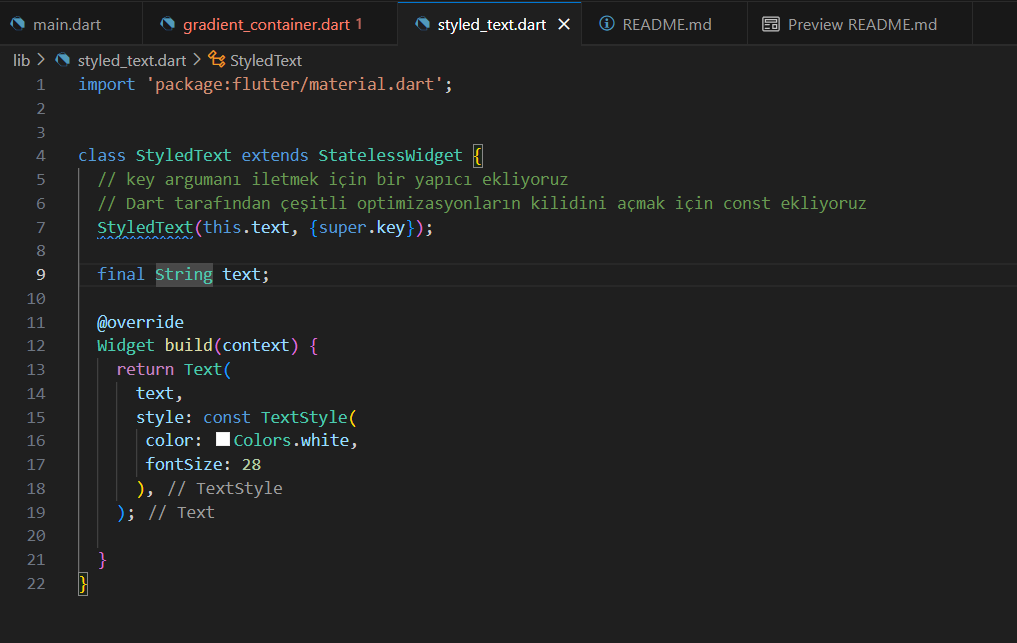 main.dart gradient_container.dart 1 styled_text.dart README.md Preview README.md
lib > styled_text.dart > StyledText
1 import 'package:flutter/material.dart';
2
3
4 class StyledText extends StatelessWidget {
5 // key argumanı iletmek için bir yapıcı ekliyoruz
6 // Dart tarafından çeşitli optimizasyonların kilidini açmak için const ekliyoruz
7 StyledText(this.text, {super.key});
8
9 final String text;
10
11 @override
12 Widget build(context) {
13 return Text(
14 text,
15 style: const TextStyle(
16 color: Colors.white,
17 fontSize: 28
18 ), // TextStyle
19 ); // Text
20
21 }
22 }